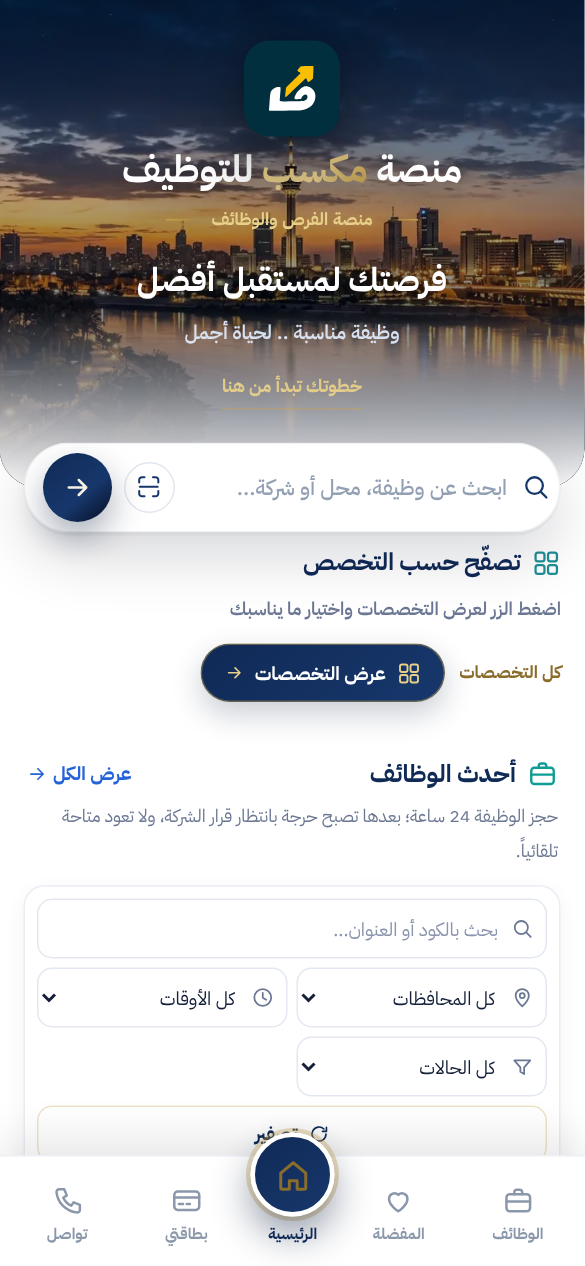 منصة مكسب للتوظيف
منصة الفرص والوظائف
فرصتك لمستقبل أفضل
وظيفة مناسبة .. لحياة أجمل
خطوتك تبدأ من هنا
ابحث عن وظيفة، محل أو شركة...
تصفّح حسب التخصص
اضغط الزر لعرض التخصصات واختيار ما يناسبك
كل التخصصات
عرض التخصصات →
أحدث الوظائف
عرض الكل →
حجز الوظيفة 24 ساعة؛ بعدها تصبح حرجة بانتظار قرار الشركة، ولا تعود متاحة
تلقائياً.
بحث بالكود أو العنوان...
كل المحافظات
كل الأوقات
كل الحالات
تصفير
الوظائف
المفضلة
الرئيسية
بطاقتي
تواصل